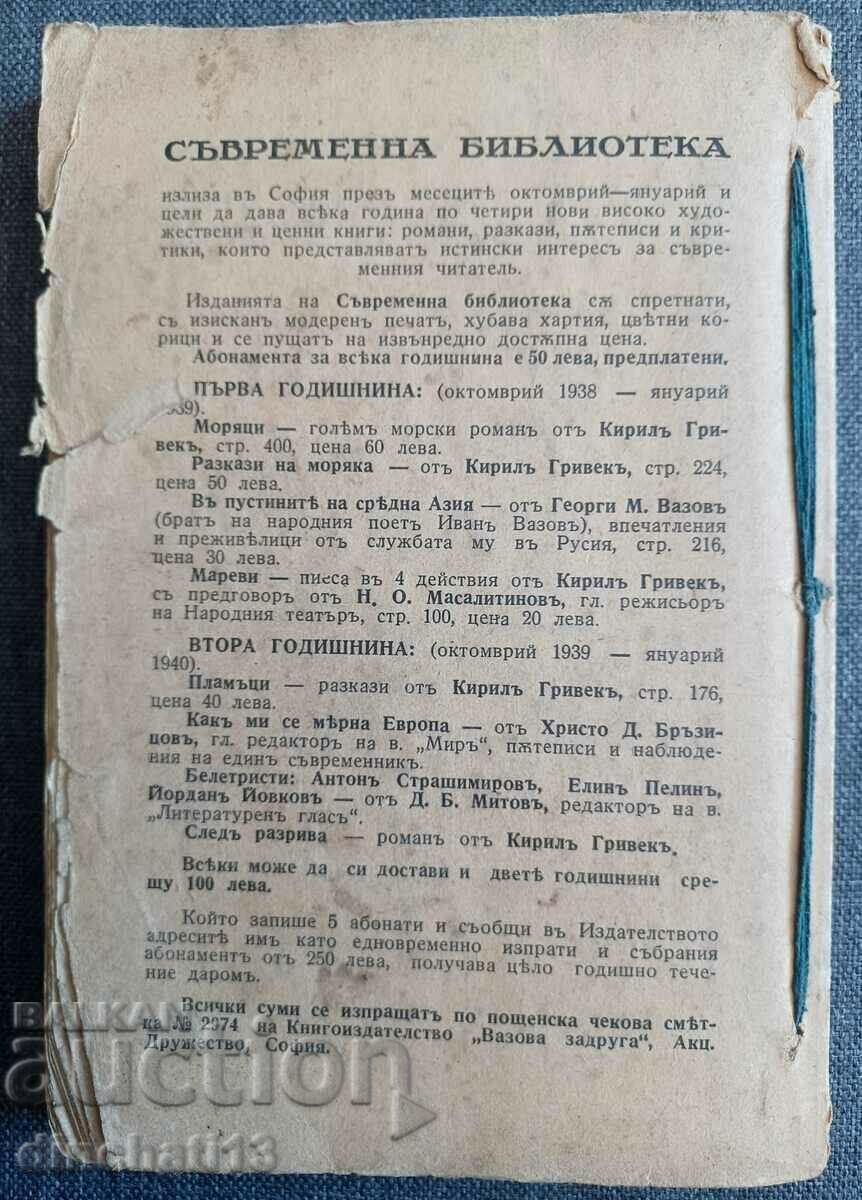 СЪВРЕМЕННА БИБЛИОТЕКА
излиза въ София презъ месецитѣ октомврий—януарий и
цели да дава всѣка година по четири нови високо худо-
жествени и ценни книги: романи, разкази, пѫтеписи и кри-
тики, които представляватъ истински интересъ за съвре-
менния читатель.
Изданията на Съвременна библиотека сѫ спретнати,
съ изисканъ модеренъ печатъ, хубава хартия, цвѣтни ко-
рици и се пущатъ на извънредно достѫпна цена.
Абонамента за всѣка годишнина е 50 лева, предплатени.
ПЪРВА ГОДИШНИНА: (октомврий 1938 — януарий
39).
Моряци — голѣмъ морски романъ отъ Кирилъ Гри-
векъ, стр. 400, цена 60 лева.
Разкази на моряка — отъ Кирилъ Гривекъ, стр. 224,
цена 50 лева.
Въ пустинитѣ на срѣдна Азия — отъ Георги М. Вазовъ
(братъ на народния поетъ Иванъ Вазовъ), впечатления
и преживѣлици отъ службата му въ Русия, стр. 216,
цена 30 лева.
Мареви — пиеса въ 4 действия отъ Кирилъ Гривекъ,
съ предговоръ отъ Н. О. Масалитиновъ, гл. режисьоръ
на Народния театъръ, стр. 100, цена 20 лева.
ВТОРА ГОДИШНИНА: (октомврий 1939 — януарий
1940).
Пламъци — разкази отъ Кирилъ Гривекъ, стр. 176,
цена 40 лева.
Какъ ми се мѣрна Европа — отъ Христо Д. Бръзи-
цовъ, гл. редакторъ на в. „Миръ“, пѫтеписи и наблюде-
ния на единъ съвременникъ.
Белетристи: Антонъ Страшимировъ, Елинъ Пелинъ,
Йорданъ Йовковъ — отъ Д. Б. Митовъ, редакторъ на в.
„Литературенъ гласъ“.
Следъ разрива — романъ отъ Кирилъ Гривекъ.
Всѣки може да си достави и дветѣ годишнини сре-
щу 100 лева.
Който запише 5 абонати и съобщи въ Издателството
адреситѣ имъ като едновременно изпрати и събрания
абонаментъ отъ 250 лева, получава цѣло годишно тече-
ние даромъ.
Всички суми се изпращатъ по пощенска чекова смѣт-
ка № 2374 на Книгоиздателство „Вазова задруга“, Акц.
Дружество, София.
BALKAN
auction
dinchati13